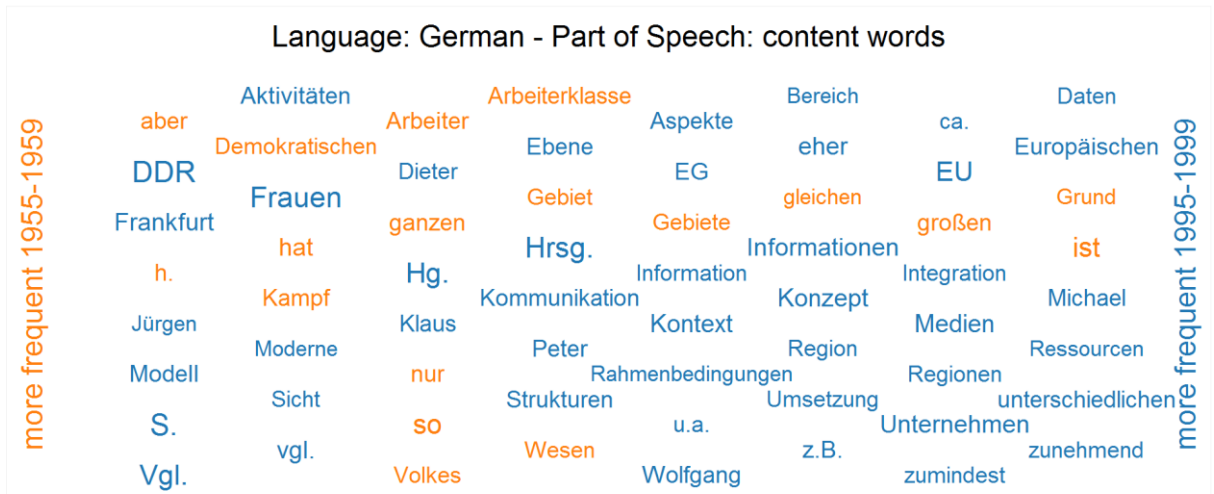 Language: German - Part of Speech: content words
more frequent 1955-1959
Aktivitäten Arbeiterklasse Bereich Daten
aber Arbeiter Aspekte ca.
Demokratischen Ebene eher Europäischen
DDR Dieter EG EU
Frauen Gebiet gleichen Grund
Frankfurt ganzen Gebiete großen
hat Hrsg. Informationen ist
h. Hg. Information Integration
Kampf Kommunikation Konzept Michael
Jürgen Klaus Kontext Medien
Moderne Peter Region Ressourcen
Modell nur Rahmenbedingungen Regionen
Sicht Strukturen Umsetzung unterschiedlichen
S. so u.a. Unternehmen
vgl. Wesen z.B. zunehmend
Vgl. Volkes Wolfgang zumindest
more frequent 1995-1999